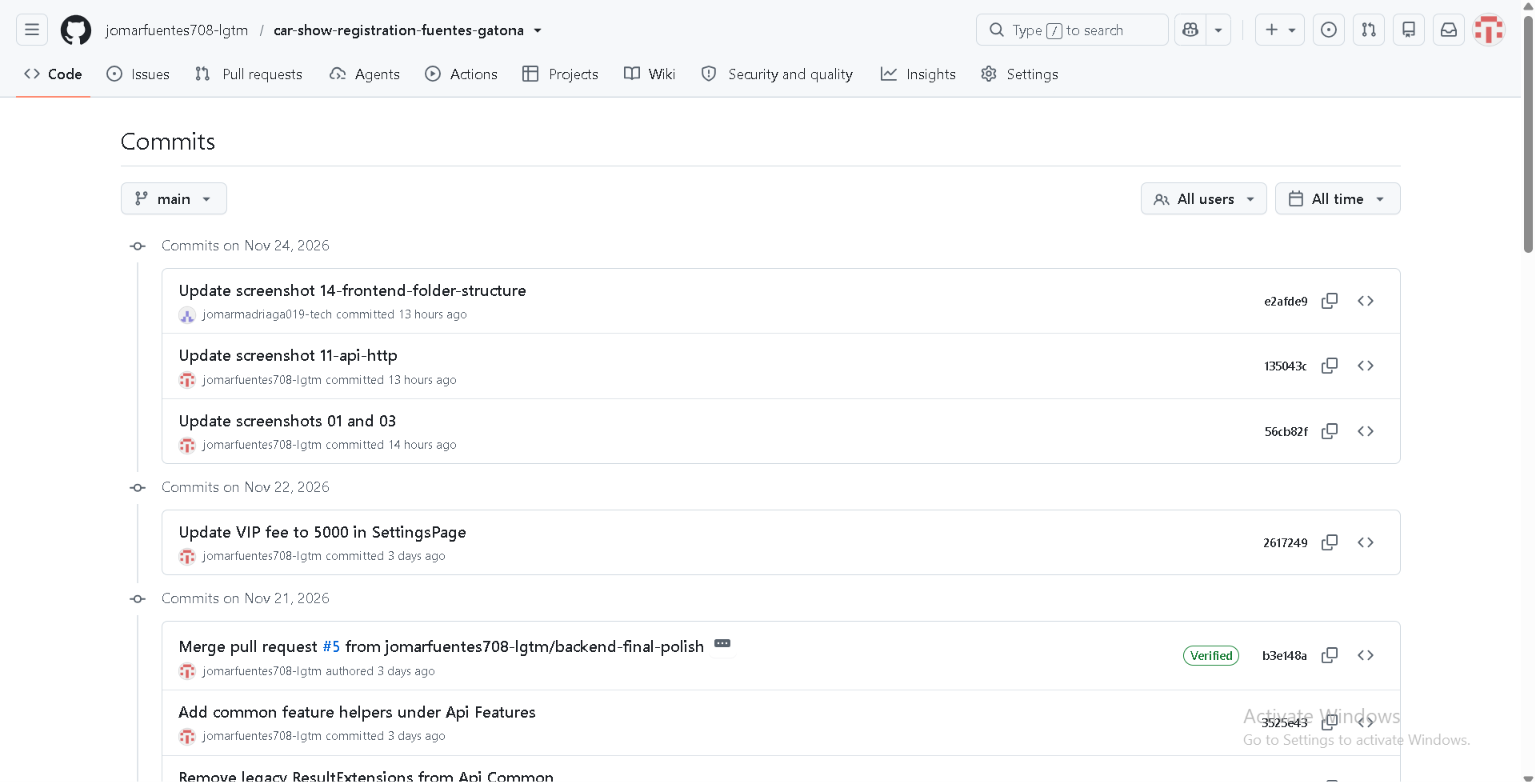 jomarfuentes708-lgtm / car-show-registration-fuentes-gatona
Type / to search
Code Issues Pull requests Agents Actions Projects Wiki Security and quality Insights Settings
Commits
main
All users All time
Commits on Nov 24, 2026
Update screenshot 14-frontend-folder-structure
e2afde9
jomarmadriaga019-tech committed 13 hours ago
Update screenshot 11-api-http
135043c
jomarfuentes708-lgtm committed 13 hours ago
Update screenshots 01 and 03
56cb82f
jomarfuentes708-lgtm committed 14 hours ago
Commits on Nov 22, 2026
Update VIP fee to 5000 in SettingsPage
2617249
jomarfuentes708-lgtm committed 3 days ago
Commits on Nov 21, 2026
Merge pull request #5 from jomarfuentes708-lgtm/backend-final-polish
Verified b3e148a
jomarfuentes708-lgtm authored 3 days ago
Add common feature helpers under Api Features
3525e43
jomarfuentes708-lgtm committed 3 days ago
Activate Windows
Go to Settings to activate Windows.
Remove legacy ResultExtensions from Api Common